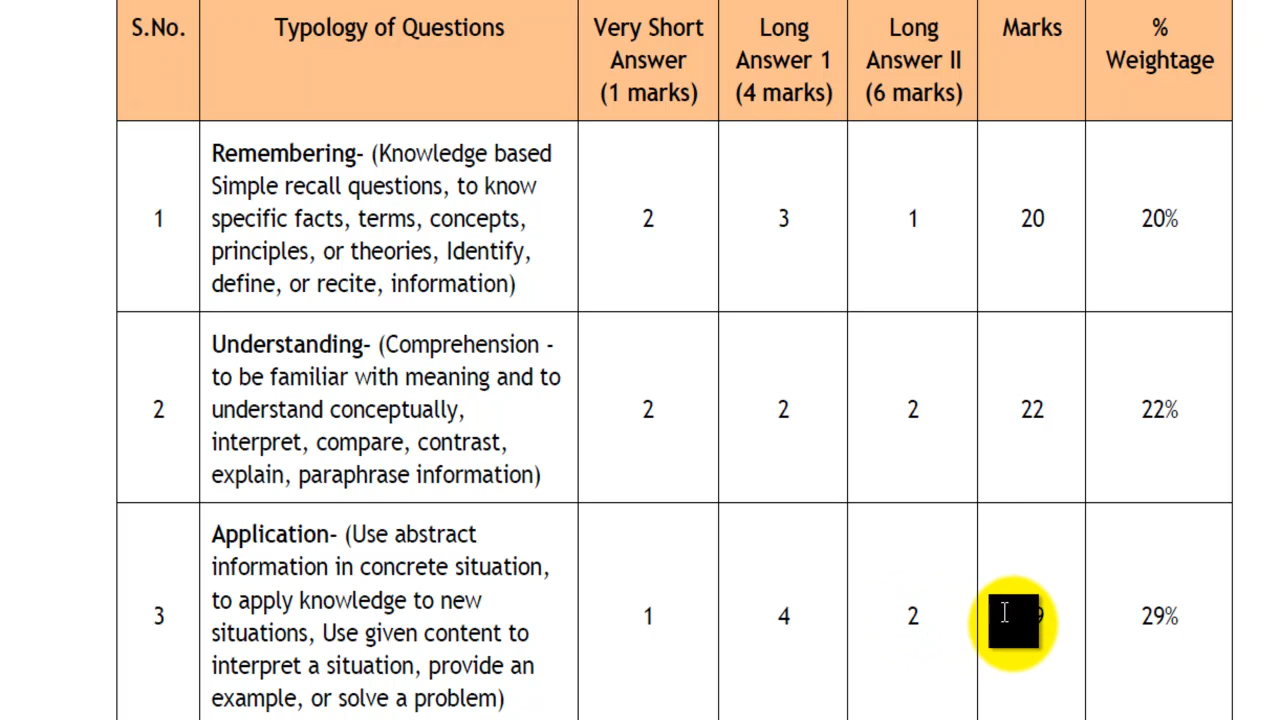 S.No. Typology of Questions Very Short Long Long Marks %
Answer Answer 1 Answer II Weightage
(1 marks) (4 marks) (6 marks)
Remembering- (Knowledge based
Simple recall questions, to know
1 specific facts, terms, concepts, 2 3 1 20 20%
principles, or theories, Identify,
define, or recite, information)
Understanding- (Comprehension -
to be familiar with meaning and to
2 understand conceptually, 2 2 2 22 22%
interpret, compare, contrast,
explain, paraphrase information)
Application- (Use abstract
information in concrete situation,
to apply knowledge to new
3 situations, Use given content to 1 4 2 29%
interpret a situation, provide an
example, or solve a problem)